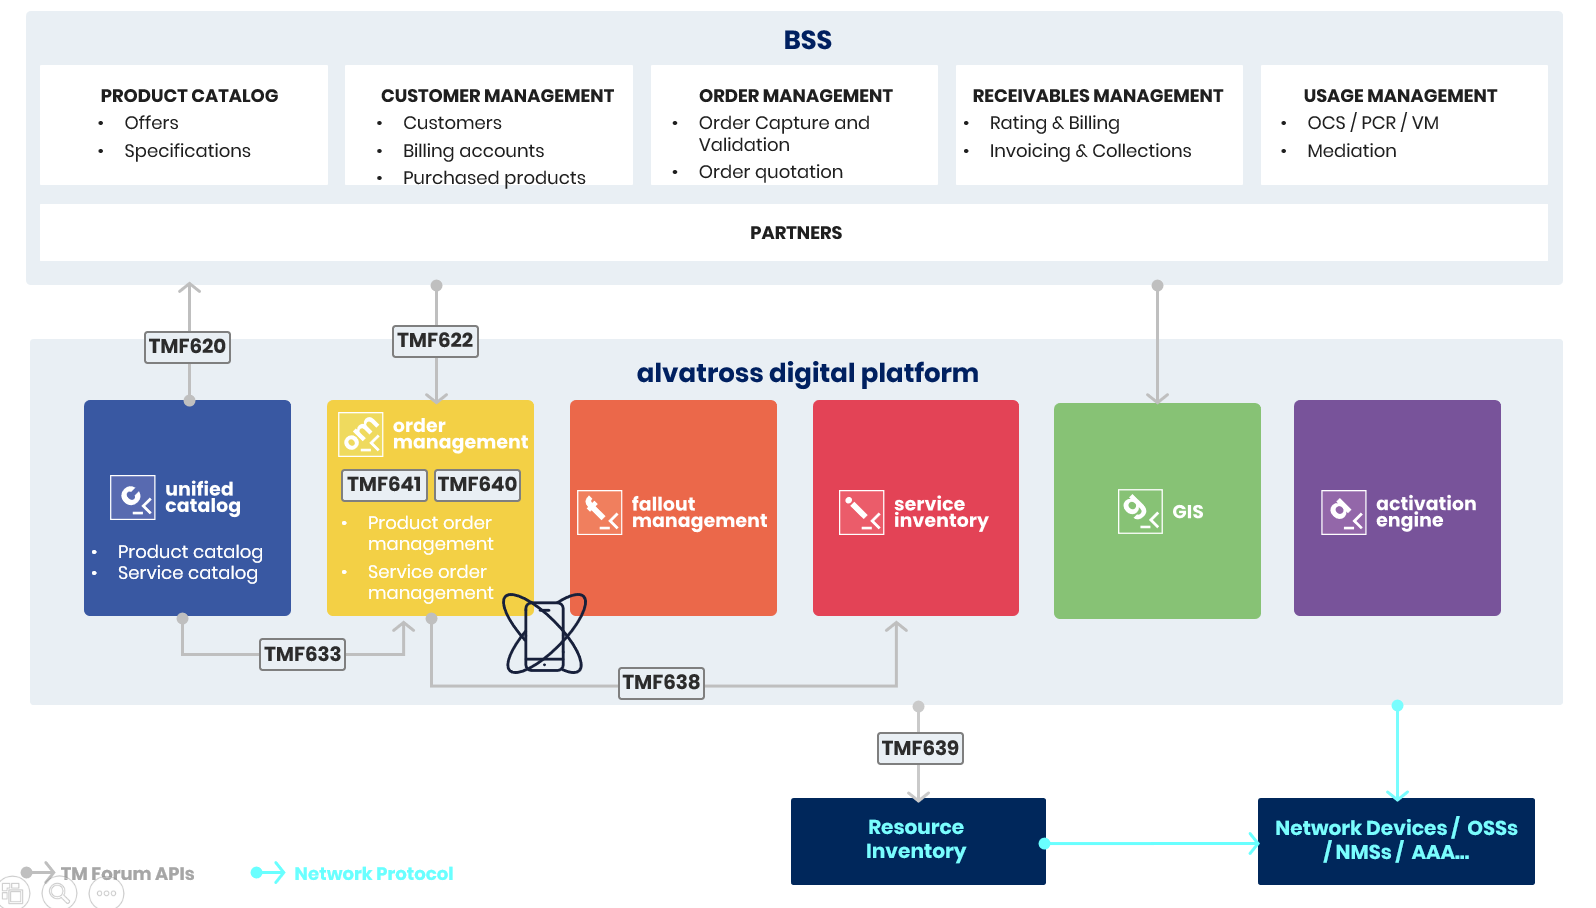 BSS
PRODUCT CATALOG
• Offers
• Specifications
CUSTOMER MANAGEMENT
• Customers
• Billing accounts
• Purchased products
ORDER MANAGEMENT
• Order Capture and
Validation
• Order quotation
RECEIVABLES MANAGEMENT
• Rating & Billing
• Invoicing & Collections
USAGE MANAGEMENT
• OCS / PCR / VM
• Mediation
PARTNERS
TMF620
TMF622
alvatross digital platform
unified
catalog
• Product catalog
• Service catalog
om
order
management
TMF641
TMF640
• Product order
management
• Service order
management
fallout
management
service
inventory
GIS
activation
engine
TMF633
TMF638
TMF639
Resource
Inventory
Network Devices / OSSs
/ NMSs / AAA...
TM Forum APIs
Network Protocol